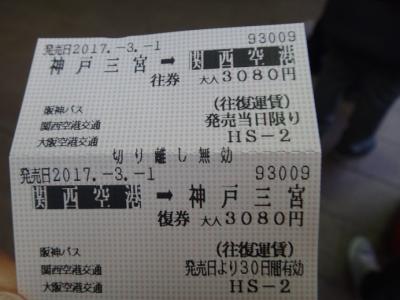 発売日2017.-3.-1 93009
神戸三宮 ➡ 関西空港
往券 大人3080円
阪神バス (往復運賃)
関西空港交通 発売当日限り
大阪空港交通 HS-2
切り離し無効
発売日2017.-3.-1 93009
関西空港 ➡ 神戸三宮
復券 大人3080円
阪神バス (往復運賃)
関西空港交通 発売日より30日間有効
大阪空港交通 HS-2